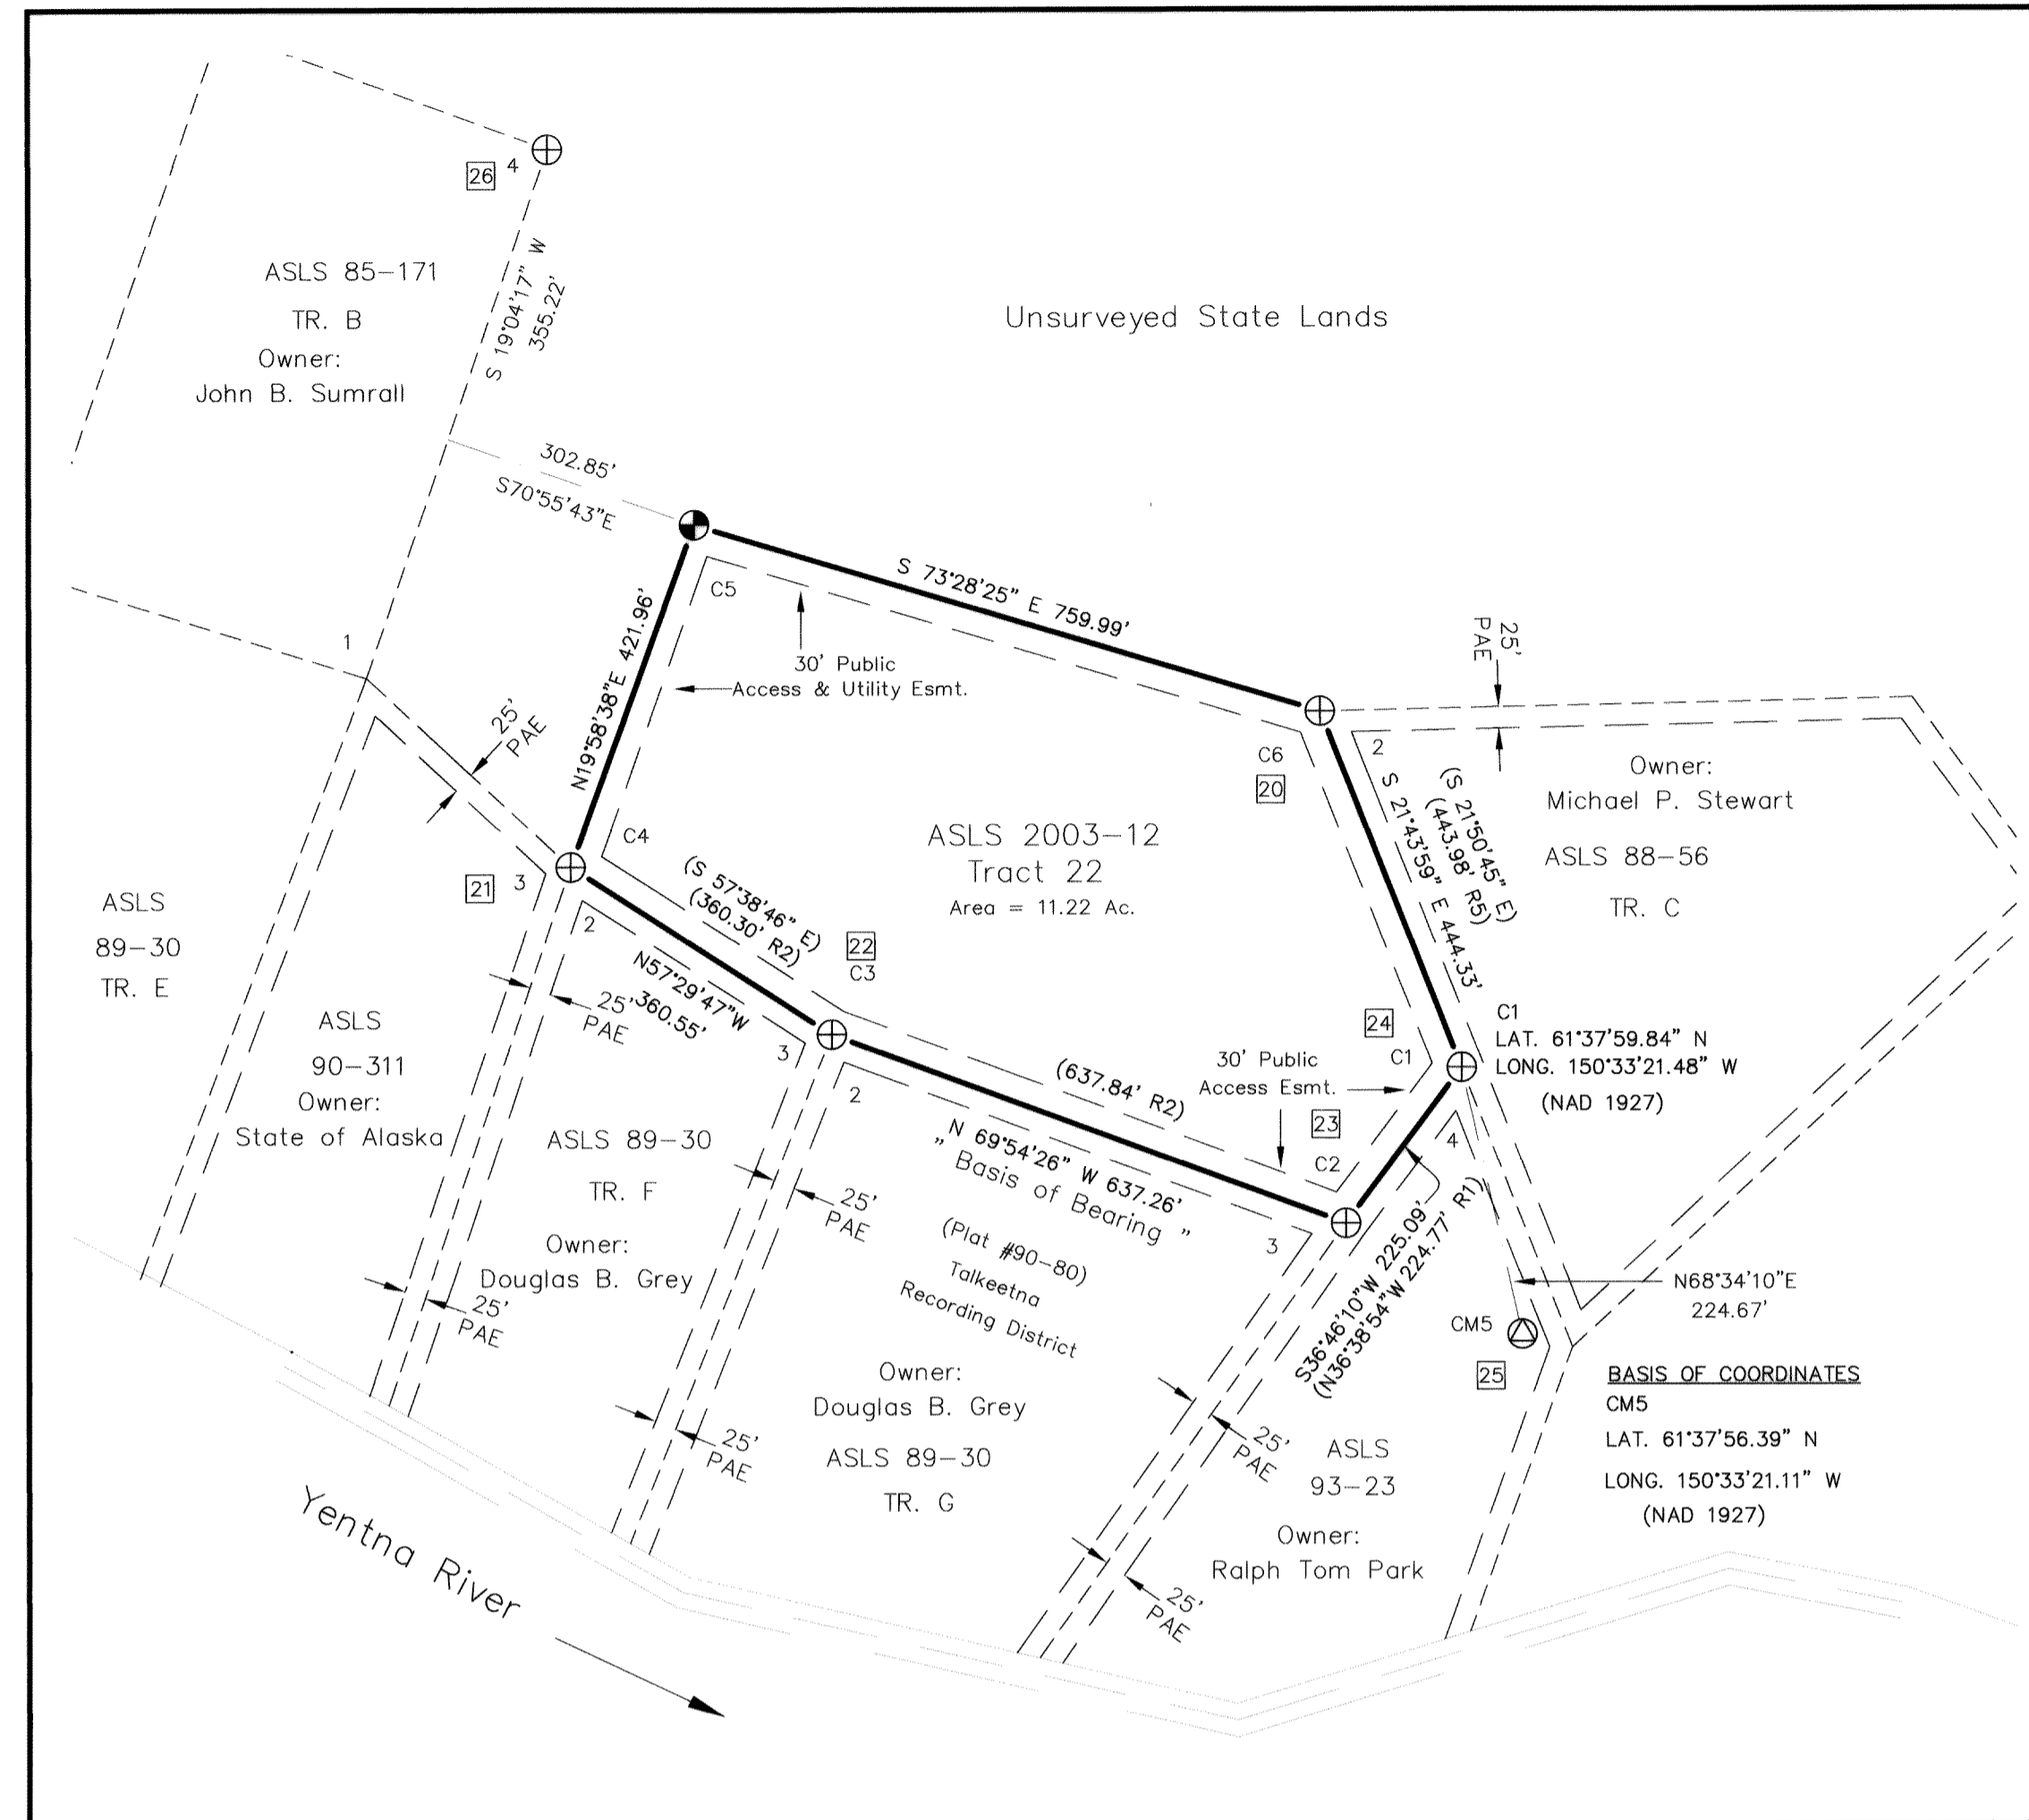 26
4
ASLS 85-171
TR. B
Owner:
John B. Sumrall
S 19°04'17" W
355.22'
Unsurveyed State Lands
302.85'
S70°55'43"E
1
C5
S 73°28'25" E 759.99'
30' Public
Access & Utility Esmt.
N19°58'38"E 421.96'
25'
PAE
25'
PAE
C6
20
2
Owner:
Michael P. Stewart
ASLS 88-56
TR. C
S 21°43'59" E 444.33'
(S 21°50'45" E)
(443.98' R5)
ASLS 2003-12
Tract 22
Area = 11.22 Ac.
C4
21
3
2
(S 57°38'46" E)
(360.30' R2)
22
C3
N57°29'47"W
360.55'
25'
PAE
3
ASLS
89-30
TR. E
ASLS
90-311
Owner:
State of Alaska
24
C1
C1
LAT. 61°37'59.84" N
LONG. 150°33'21.48" W
(NAD 1927)
30' Public
Access Esmt.
23
C2
4
(637.84' R2)
2
N 69°54'26" W 637.26'
" Basis of Bearing "
3
ASLS 89-30
TR. F
Owner:
Douglas B. Grey
25'
PAE
25'
PAE
(Plat #90-80)
Talkeetna
Recording District
S36°46'10"W 225.09'
(N36°38'54"W 224.77' R1)
N68°34'10"E
224.67'
CM5
25
BASIS OF COORDINATES
CM5
LAT. 61°37'56.39" N
LONG. 150°33'21.11" W
(NAD 1927)
Owner:
Douglas B. Grey
ASLS 89-30
TR. G
25'
PAE
25'
PAE
ASLS
93-23
Owner:
Ralph Tom Park
25'
PAE
Yentna River